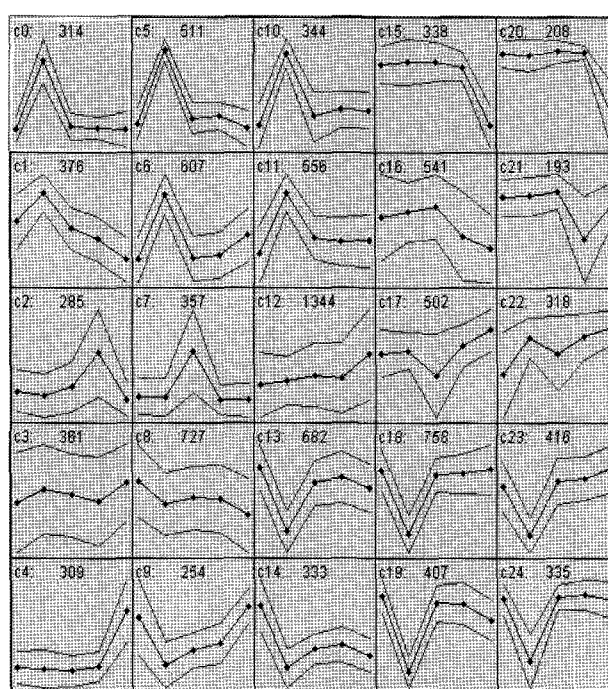 c0: 314 c5: 511 c10: 344 c15: 338 c20: 208
c1: 376 c6: 607 c11: 656 c16: 541 c21: 193
c2: 285 c7: 357 c12: 1344 c17: 502 c22: 318
c3: 381 c8: 727 c13: 682 c18: 758 c23: 416
c4: 309 c9: 254 c14: 333 c19: 407 c24: 335